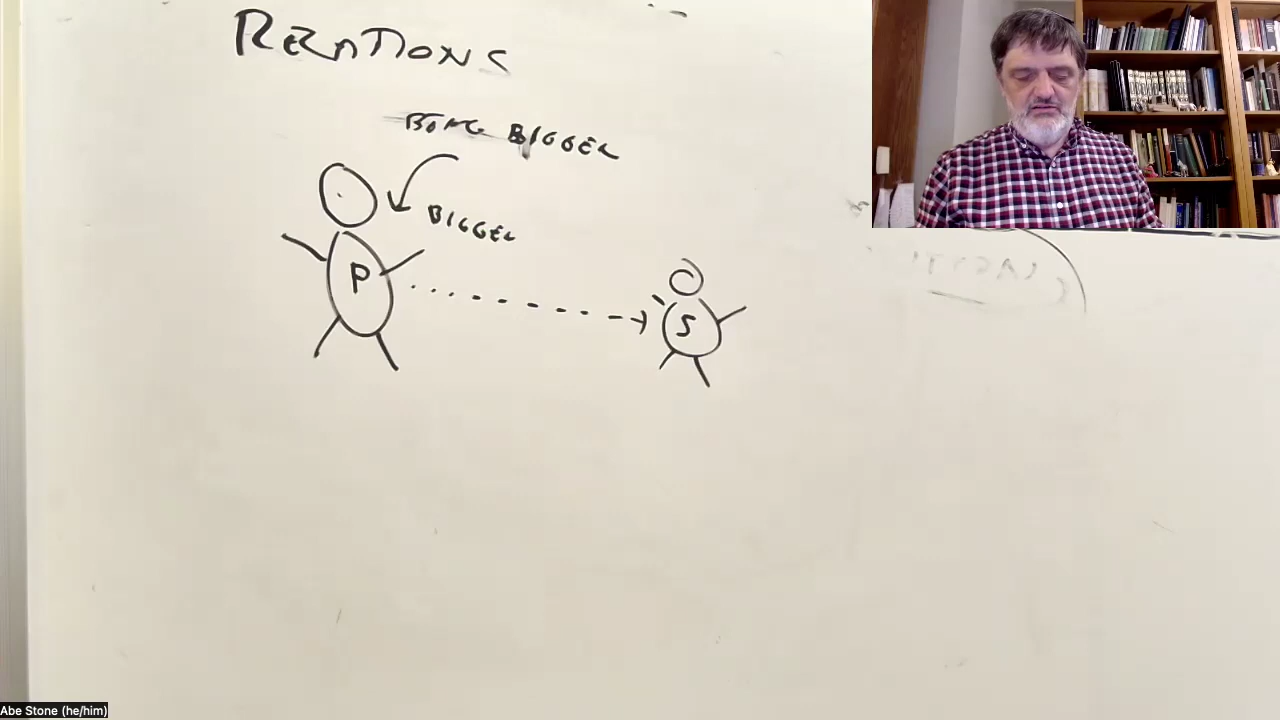 RELATIONS
BEING BIGGER
BIGGER
P
S
Abe Stone (he/him)